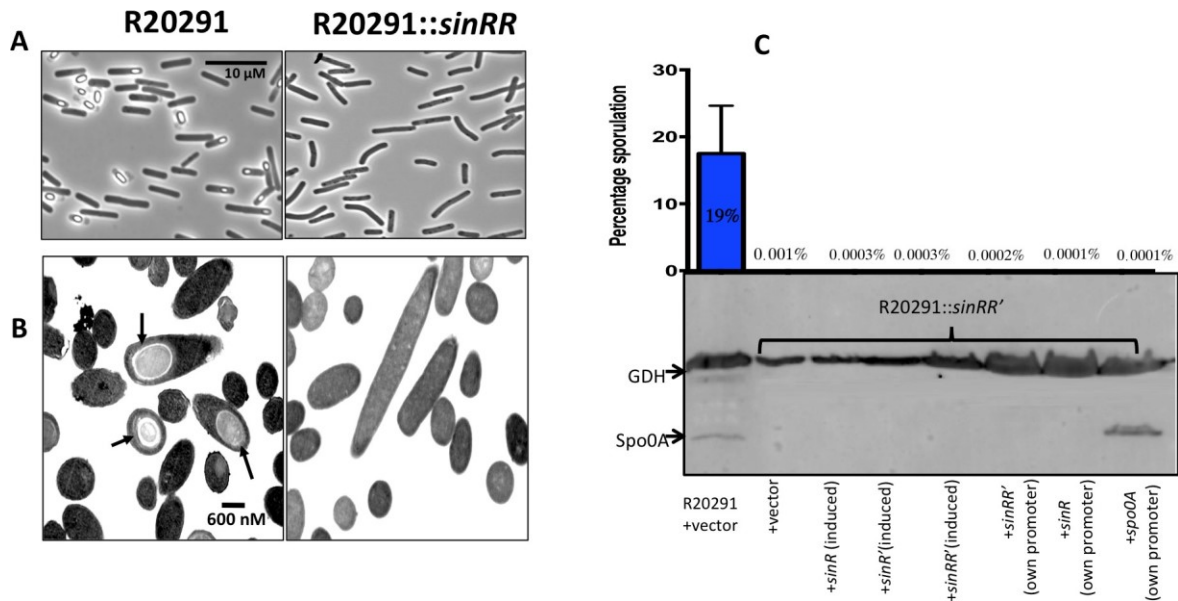 R20291
R20291::sinRR
A
10 µM
B
600 nM
C
Percentage sporulation
30
20
10
0
19%
0.001%
0.0003%
0.0003%
0.0002%
0.0001%
0.0001%
R20291::sinRR’
GDH
Spo0A
R20291
+vector
+vector
+sinR (induced)
+sinR’(induced)
+sinRR’(induced)
+sinRR’
(own promoter)
+sinR
(own promoter)
+spo0A
(own promoter)